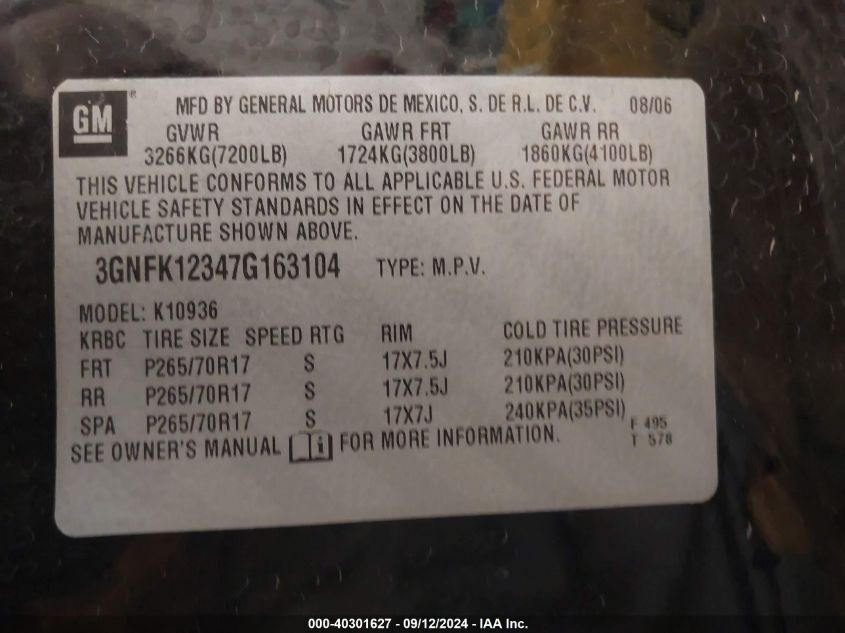 GM ® MFD BY GENERAL MOTORS DE MEXICO, S. DE R.L. DE C.V. 08/06
GVWR GAWR FRT GAWR RR
3266KG(7200LB) 1724KG(3800LB) 1860KG(4100LB)
THIS VEHICLE CONFORMS TO ALL APPLICABLE U.S. FEDERAL MOTOR
VEHICLE SAFETY STANDARDS IN EFFECT ON THE DATE OF
MANUFACTURE SHOWN ABOVE.
3GNFK12347G163104 TYPE: M.P.V.
MODEL: K10936
KRBC TIRE SIZE SPEED RTG RIM COLD TIRE PRESSURE
FRT P265/70R17 S 17X7.5J 210KPA(30PSI)
RR P265/70R17 S 17X7.5J 210KPA(30PSI)
SPA P265/70R17 S 17X7J 240KPA(35PSI)
F 495
SEE OWNER'S MANUAL i FOR MORE INFORMATION. T 578
000-40301627 - 09/12/2024 - IAA Inc.